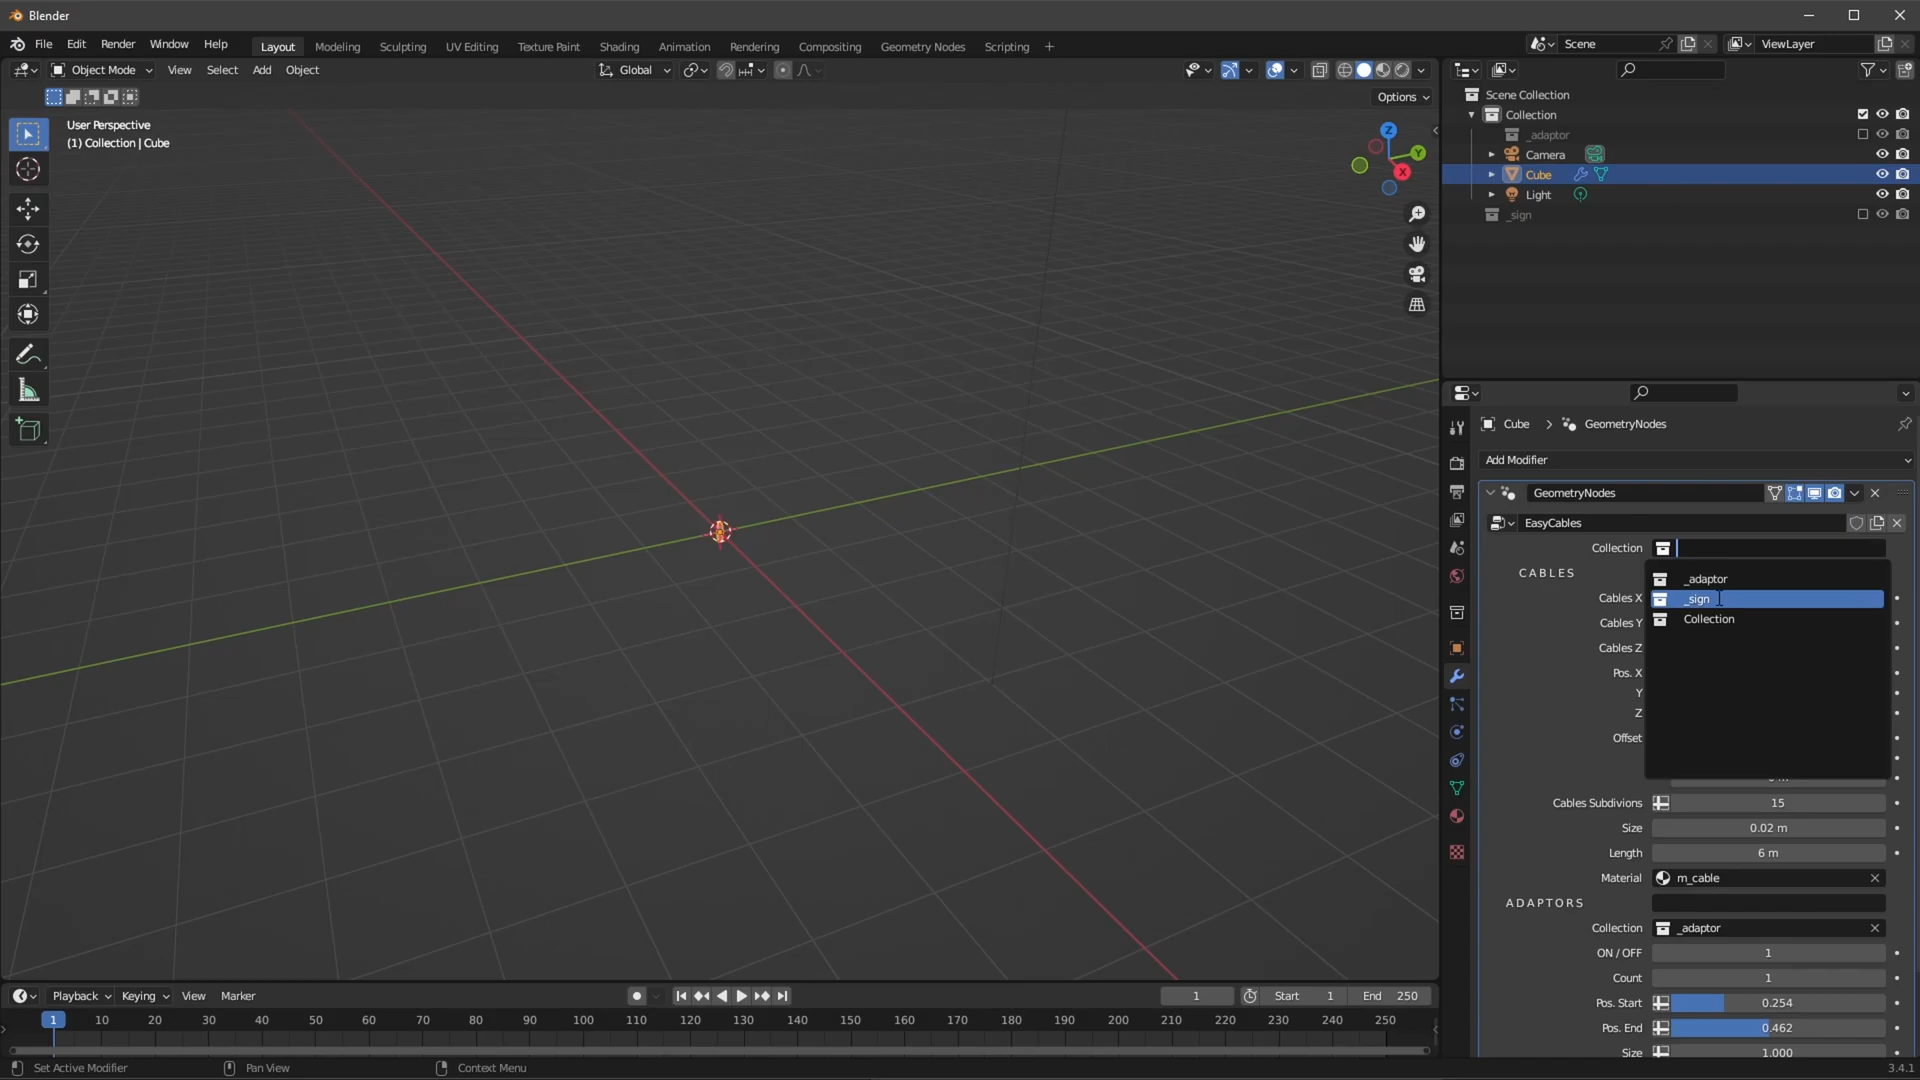 Blender
File Edit Render Window Help Layout Modeling Sculpting UV Editing Texture Paint Shading Animation Rendering Compositing Geometry Nodes Scripting + Scene ViewLayer
Object Mode View Select Add Object Global
Options
User Perspective
(1) Collection | Cube
Z
Y
X
Scene Collection
Collection
_adaptor
Camera
Cube
Light
_sign
Cube > GeometryNodes
Add Modifier
GeometryNodes
EasyCables
Collection
CABLES
_adaptor
Cables X
_sign
Collection
Cables Y
Cables Z
Pos. X
Y
Z
Offset
Cables Subdivions 15
Size 0.02 m
Length 6 m
Material m_cable
ADAPTORS
Collection _adaptor
ON / OFF 1
Count 1
Pos. Start 0.254
Pos. End 0.462
Size 1.000
Playback Keying View Marker 1 Start 1 End 250
1 10 20 30 40 50 60 70 80 90 100 110 120 130 140 150 160 170 180 190 200 210 220 230 240 250
Set Active Modifier Pan View Context Menu 3.4.1